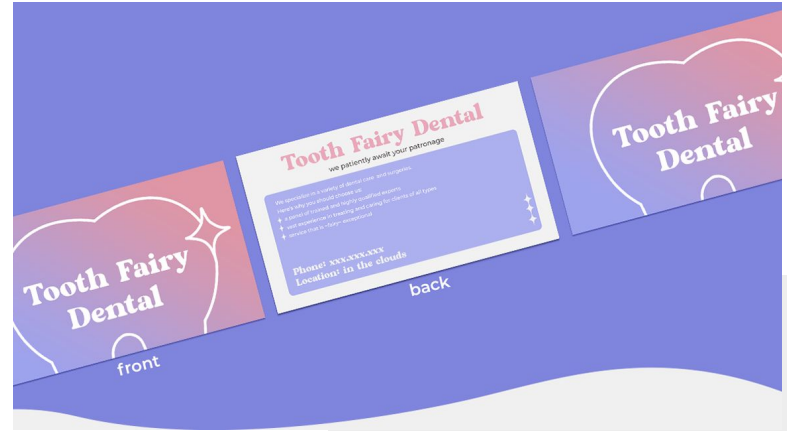 Tooth Fairy
Dental
front
Tooth Fairy Dental
we patiently await your patronage
We specialize in a variety of dental care and surgeries.
Here's why you should choose us:
a panel of trained and highly qualified experts
vast experience in treating and caring for clients of all types
service that is *fairy* exceptional
Phone: xxx.xxx.xxx
Location: in the clouds
back
Tooth Fairy
Dental